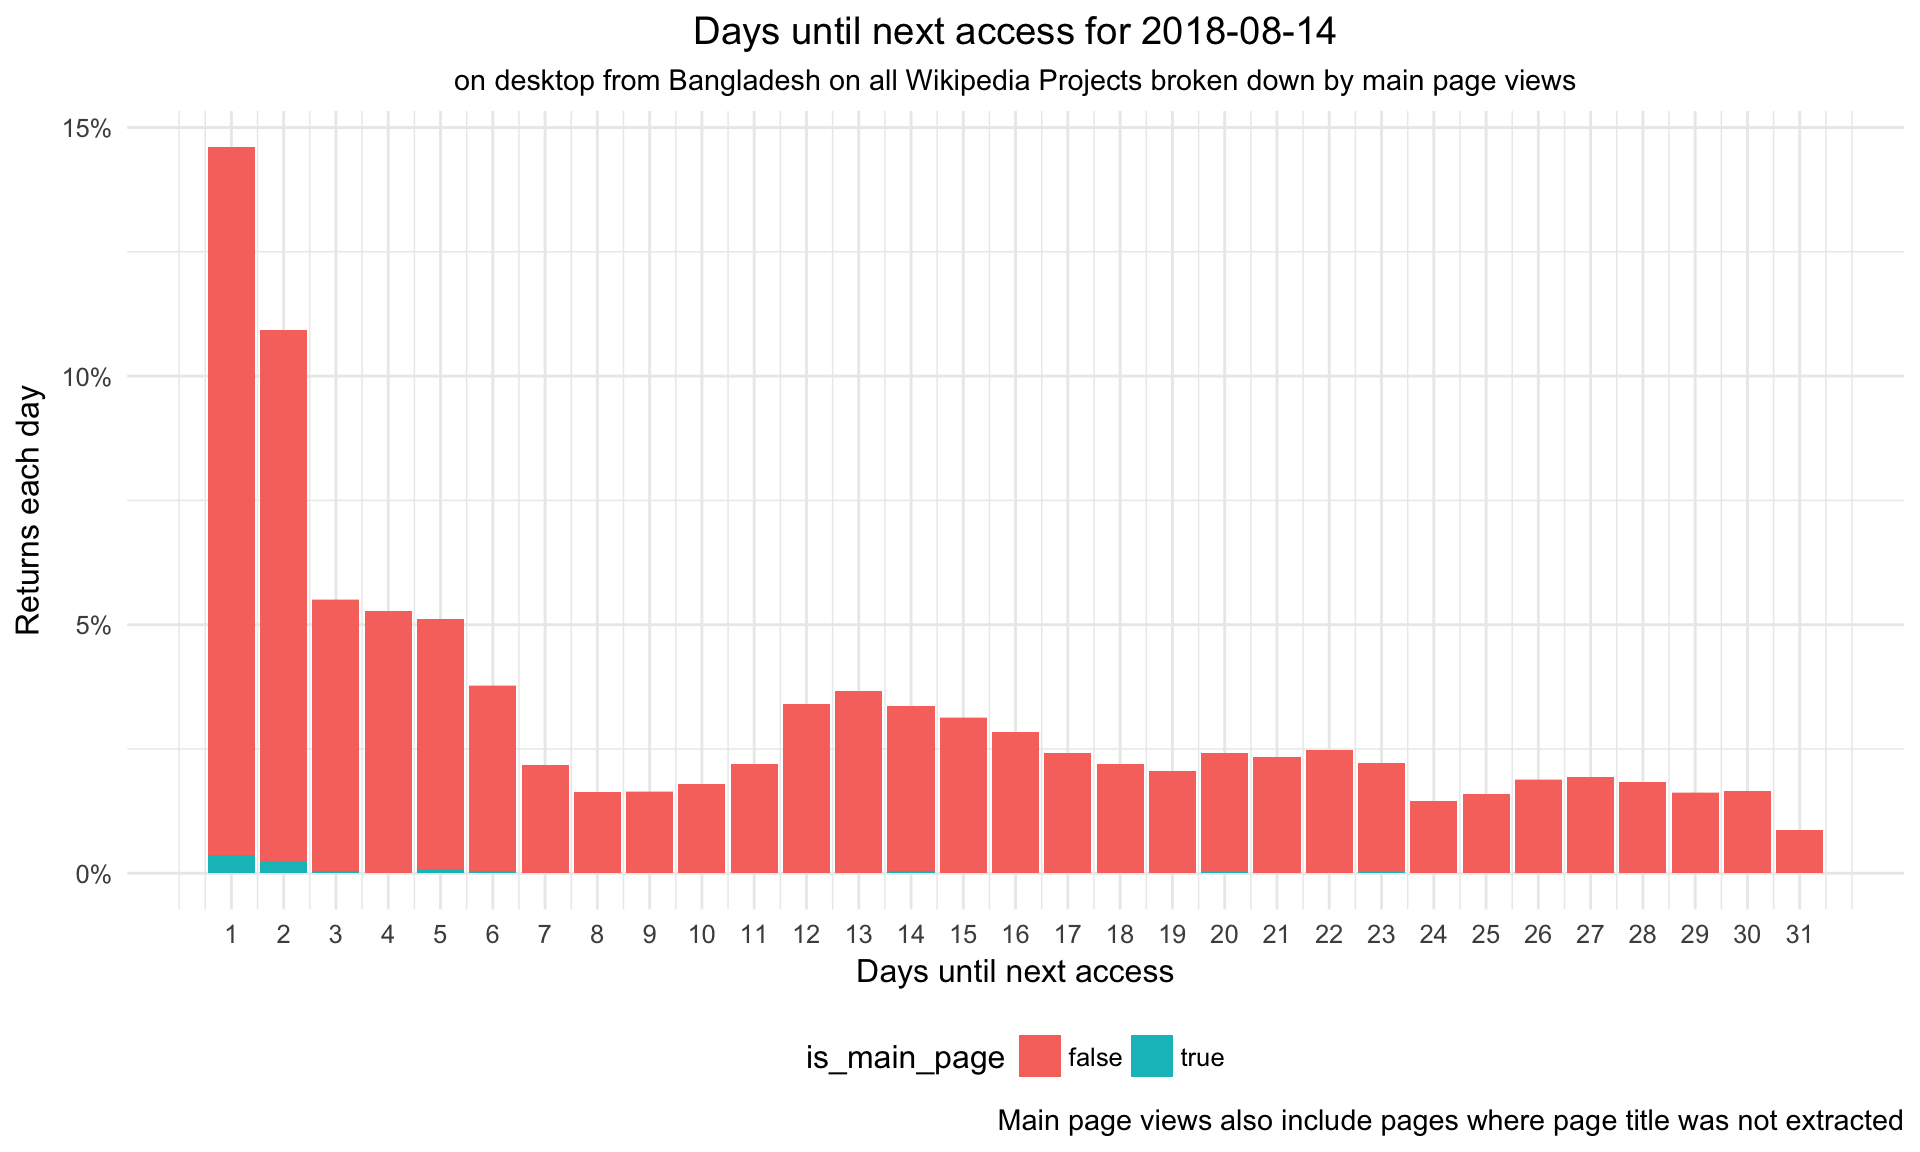 Days until next access for 2018-08-14
on desktop from Bangladesh on all Wikipedia Projects broken down by main page views
Returns each day
15%
10%
5%
0%
1 2 3 4 5 6 7 8 9 10 11 12 13 14 15 16 17 18 19 20 21 22 23 24 25 26 27 28 29 30 31
Days until next access
is_main_page false true
Main page views also include pages where page title was not extracted